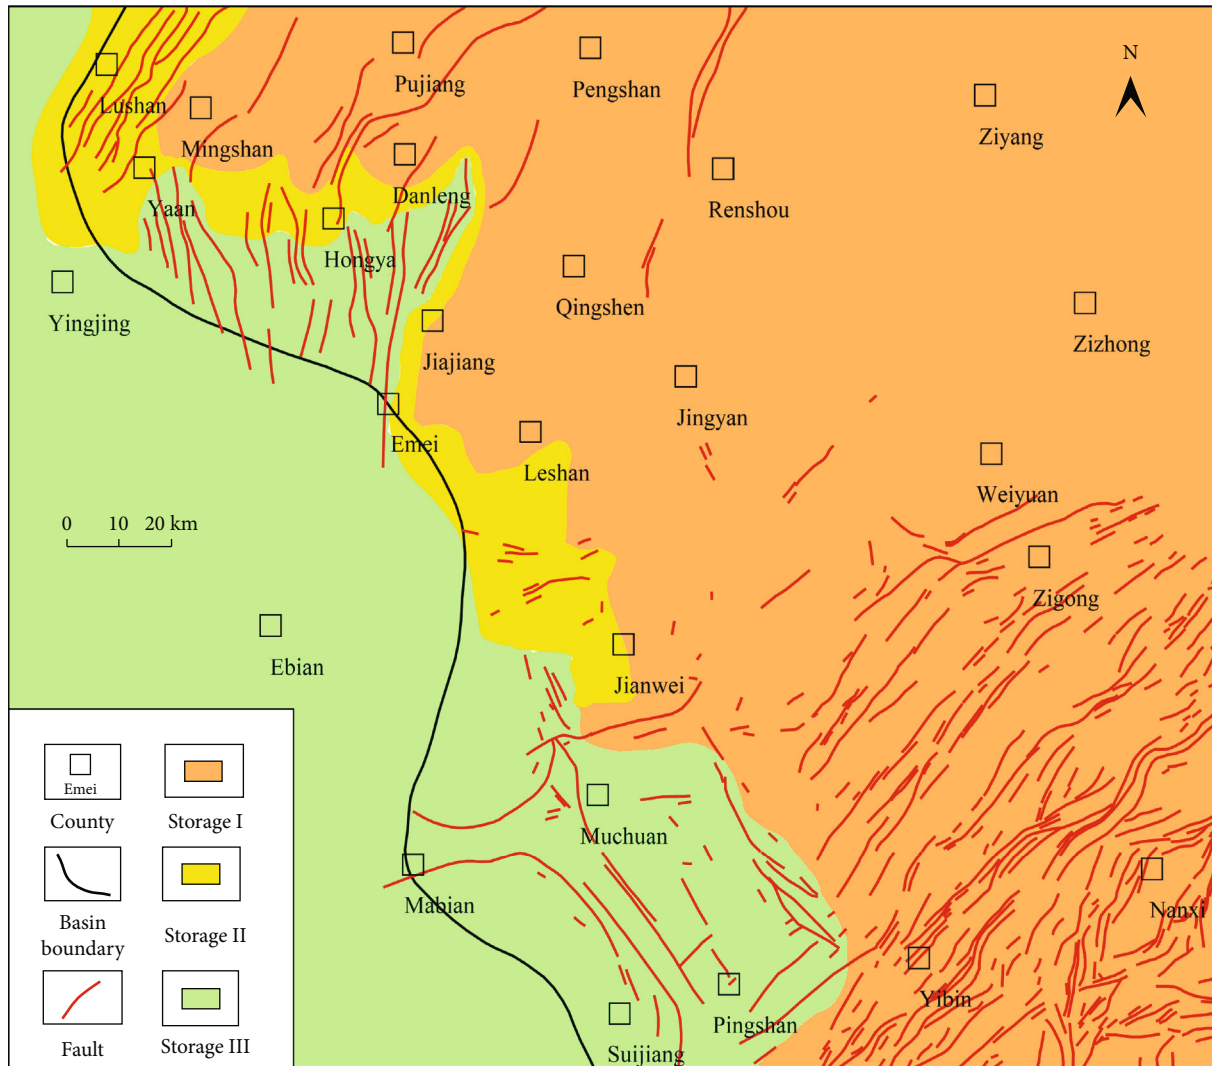 N
Pujiang
Pengshan
Lushan
Mingshan
Ziyang
Danleng
Yaan
Renshou
Hongya
Qingshen
Yingjing
Zizhong
Jiajiang
Jingyan
Emei
Leshan
Weiyuan
0 10 20 km
Zigong
Ebian
Jianwei
Muchuan
Mabian
Nanxi
Yibin
Pingshan
Suijiang
Emei
County
Storage I
Basin
boundary
Storage II
Fault
Storage III